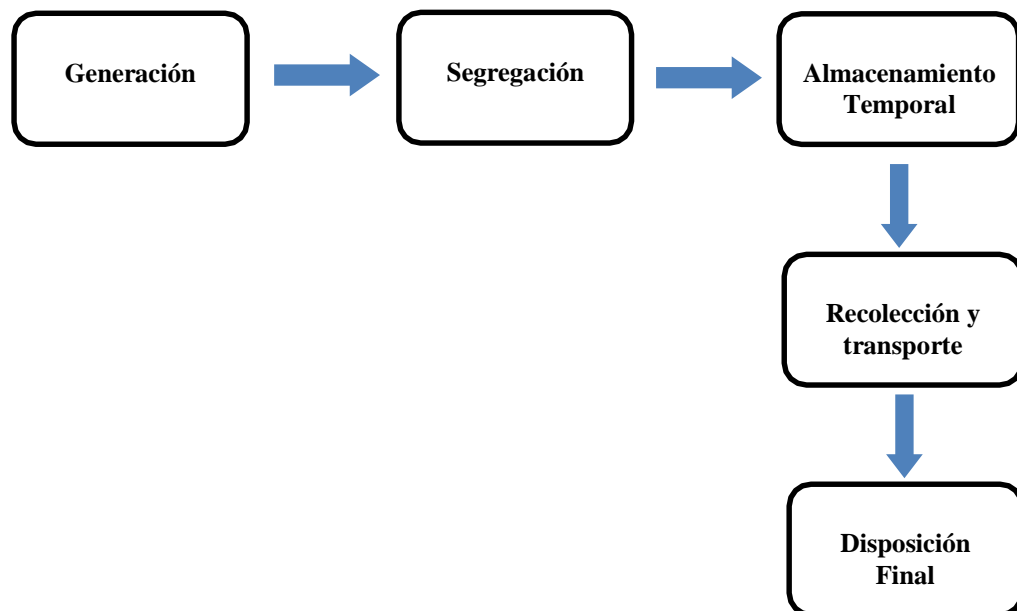 Generación
Segregación
Almacenamiento
Temporal
Recolección y
transporte
Disposición
Final